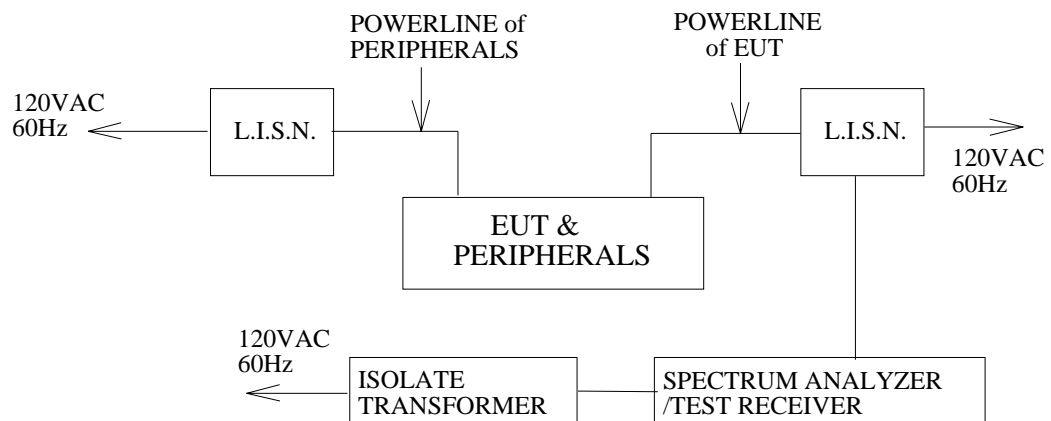 POWERLINE of
PERIPHERALS
POWERLINE
of EUT
120VAC
60Hz
L.I.S.N.
L.I.S.N.
120VAC
60Hz
EUT &
PERIPHERALS
120VAC
60Hz
ISOLATE
TRANSFORMER
SPECTRUM ANALYZER
/TEST RECEIVER